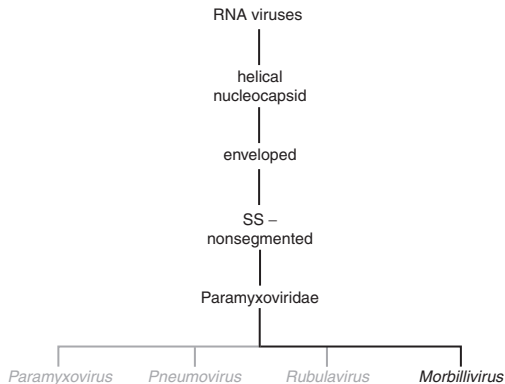 RNA viruses
helical
nucleocapsid
enveloped
SS –
nonsegmented
Paramyxoviridae
Paramyxovirus Pneumovirus Rubulavirus Morbillivirus